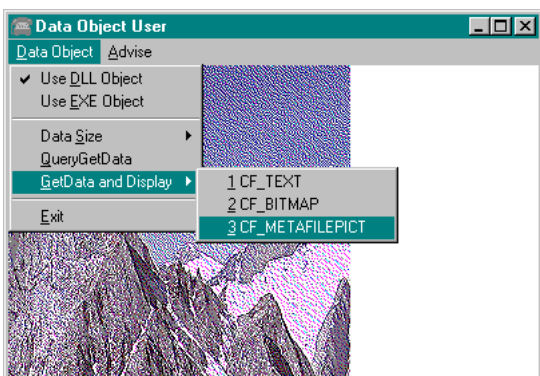 Data Object User
Data Object Advise
Use DLL Object
Use EXE Object
Data Size
QueryGetData
GetData and Display
Exit
1 CF_TEXT
2 CF_BITMAP
3 CF_METAFILEPICT